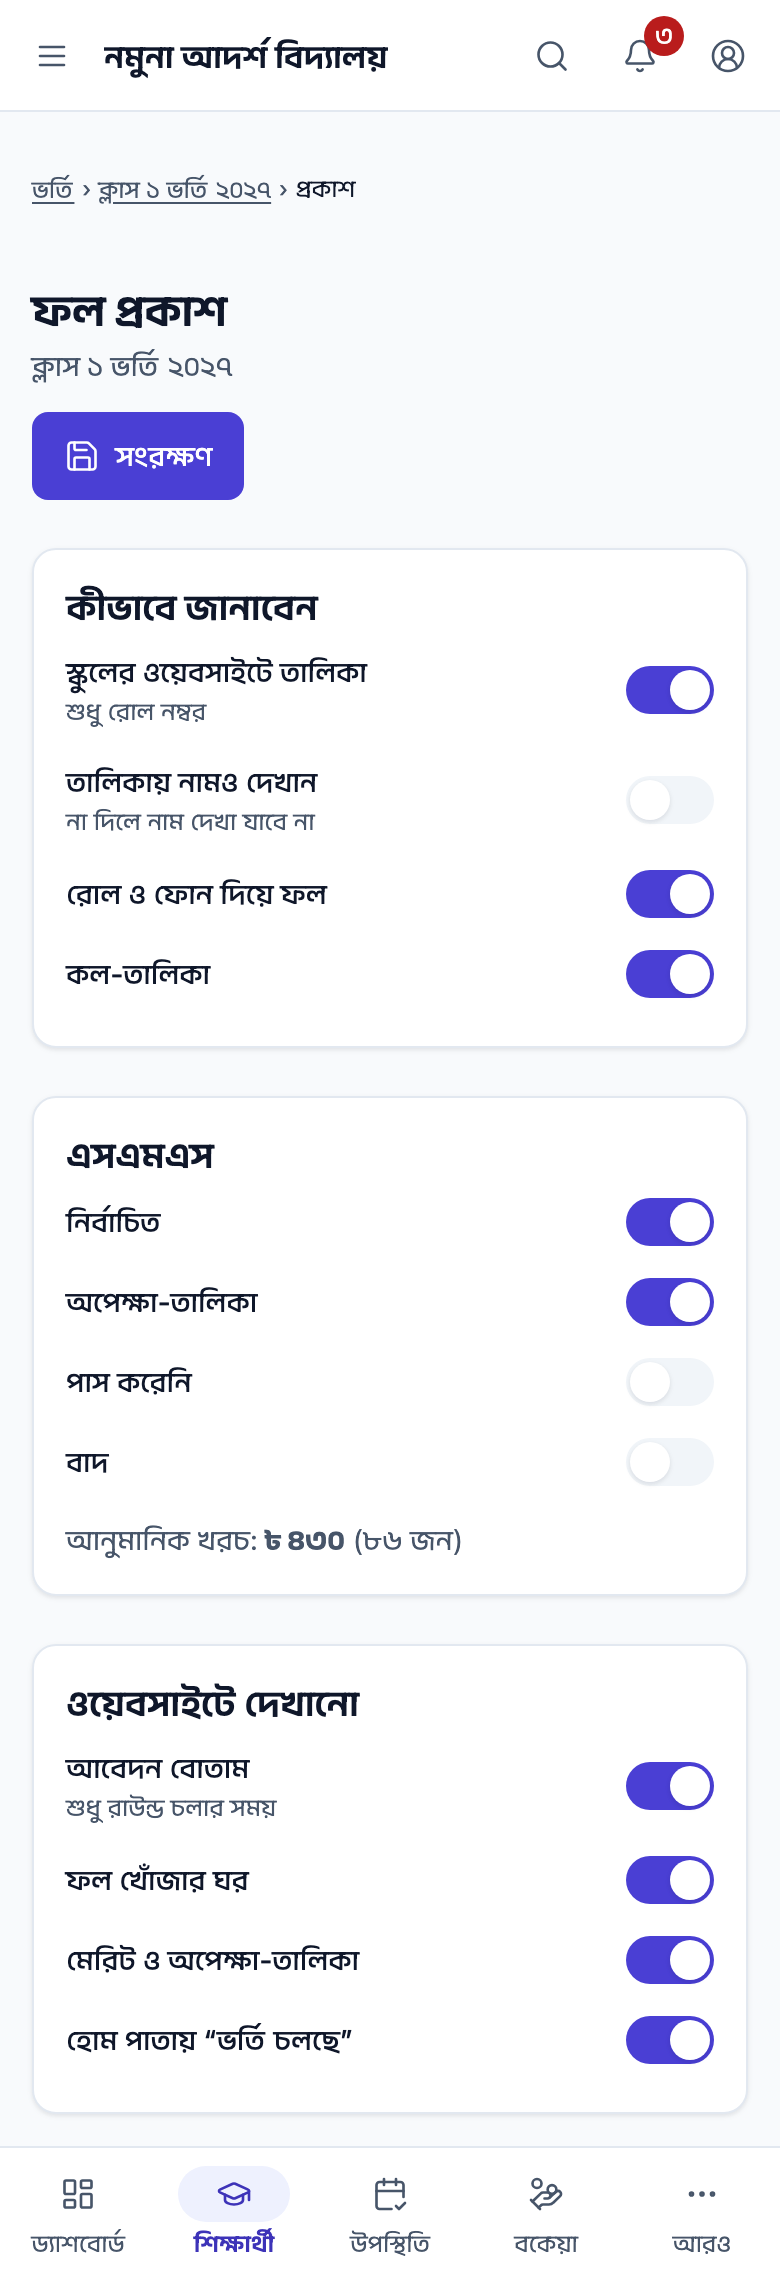 নমুনা আদর্শ বিদ্যালয়
৩
ভর্তি › ক্লাস ১ ভর্তি ২০২৭ › প্রকাশ
ফল প্রকাশ
ক্লাস ১ ভর্তি ২০২৭
সংরক্ষণ
কীভাবে জানাবেন
স্কুলের ওয়েবসাইটে তালিকা
শুধু রোল নম্বর
তালিকায় নামও দেখান
না দিলে নাম দেখা যাবে না
রোল ও ফোন দিয়ে ফল
কল-তালিকা
এসএমএস
নির্বাচিত
অপেক্ষা-তালিকা
পাস করেনি
বাদ
আনুমানিক খরচ: ৳ ৪৩০ (৮৬ জন)
ওয়েবসাইটে দেখানো
আবেদন বোতাম
শুধু রাউন্ড চলার সময়
ফল খোঁজার ঘর
মেরিট ও অপেক্ষা-তালিকা
হোম পাতায় “ভর্তি চলছে”
ড্যাশবোর্ড শিক্ষার্থী উপস্থিতি বকেয়া আরও